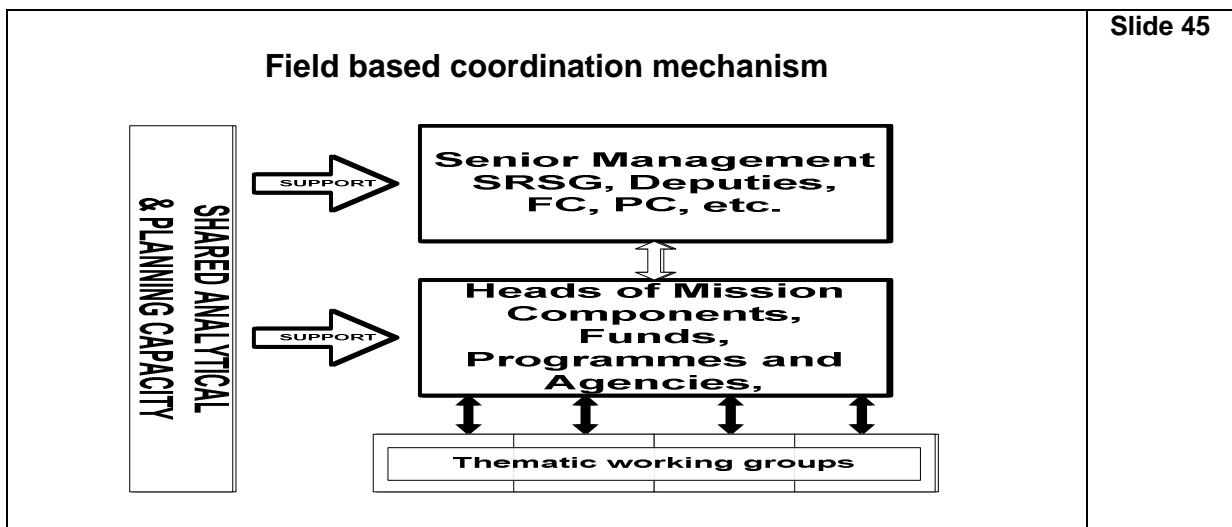 Slide 45
Field based coordination mechanism
SHARED ANALYTICAL
& PLANNING CAPACITY
SUPPORT
Senior Management
SRSG, Deputies,
FC, PC, etc.
SUPPORT
Heads of Mission
Components,
Funds,
Programmes and
Agencies,
Thematic working groups